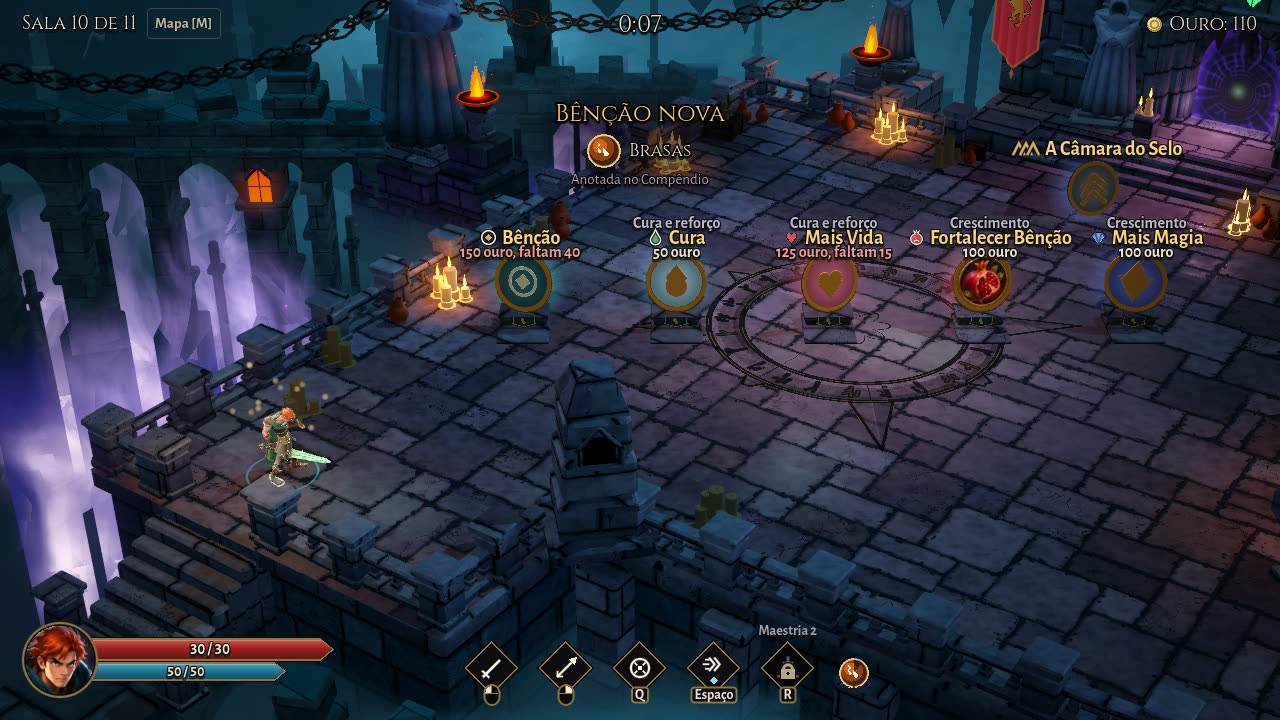 Sala 10 de 11
Mapa [M]
0:07
Ouro: 110
Bênção nova
Brasas
Anotada no Compêndio
A Câmara do Selo
Bênção
150 ouro, faltam 40
Cura e reforço
Cura
50 ouro
Cura e reforço
Mais Vida
125 ouro, faltam 15
Crescimento
Fortalecer Bênção
100 ouro
Crescimento
Mais Magia
100 ouro
30/30
50/50
Maestria 2
Q
Espaço
R